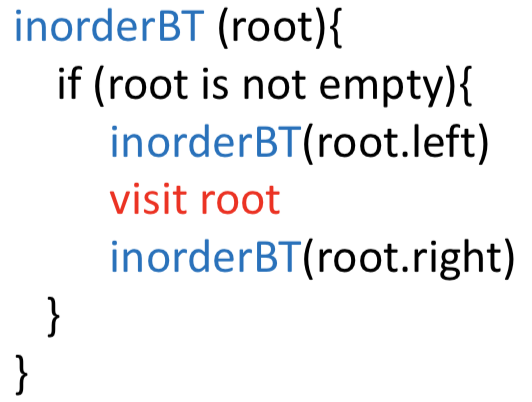 inorderBT (root){
if (root is not empty){
inorderBT(root.left)
visit root
inorderBT(root.right)
}
}